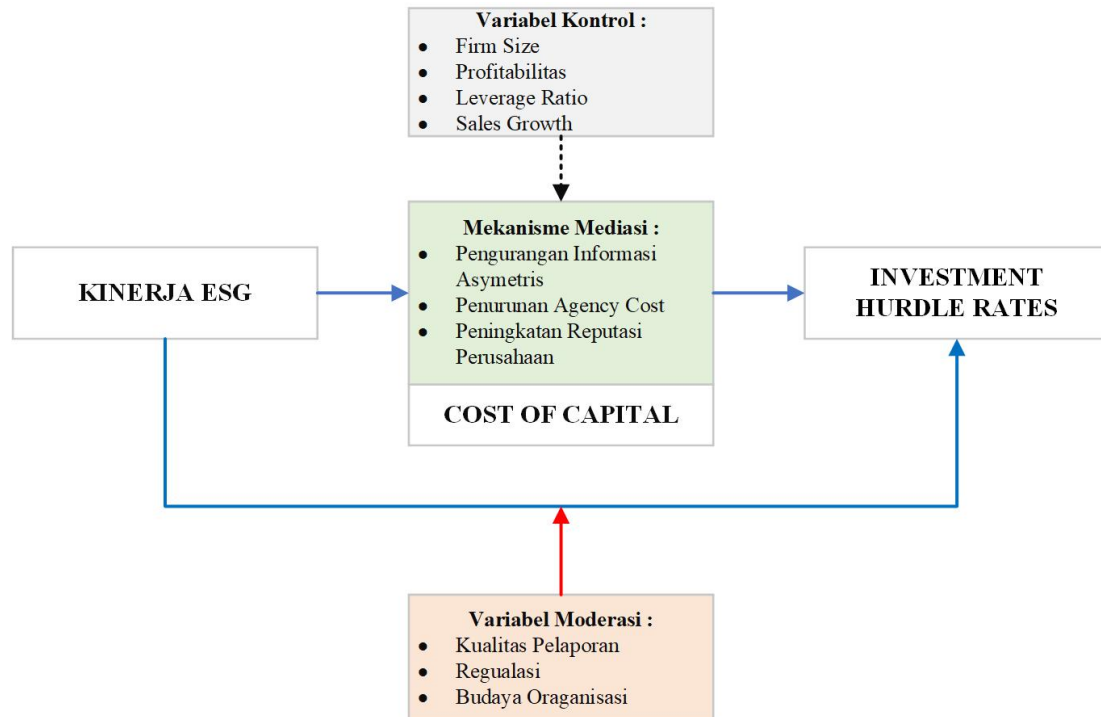 Variabel Kontrol :
● Firm Size
● Profitabilitas
● Leverage Ratio
● Sales Growth
KINERJA ESG
Mekanisme Mediasi :
● Pengurangan Informasi
Asymetris
● Penurunan Agency Cost
● Peningkatan Reputasi
Perusahaan
COST OF CAPITAL
INVESTMENT
HURDLE RATES
Variabel Moderasi :
● Kualitas Pelaporan
● Regualasi
● Budaya Oraganisasi